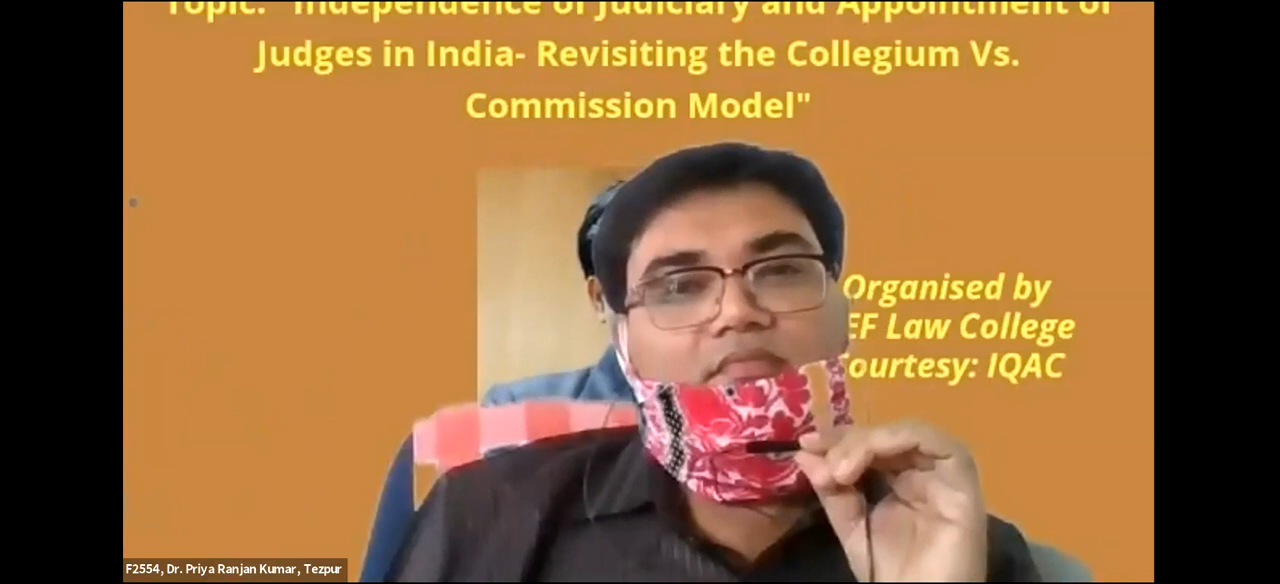 Topic: "Independence of Judiciary and Appointment of
Judges in India- Revisiting the Collegium Vs.
Commission Model"
Organised by
EF Law College
ourtesy: IQAC
F2554, Dr. Priya Ranjan Kumar, Tezpur